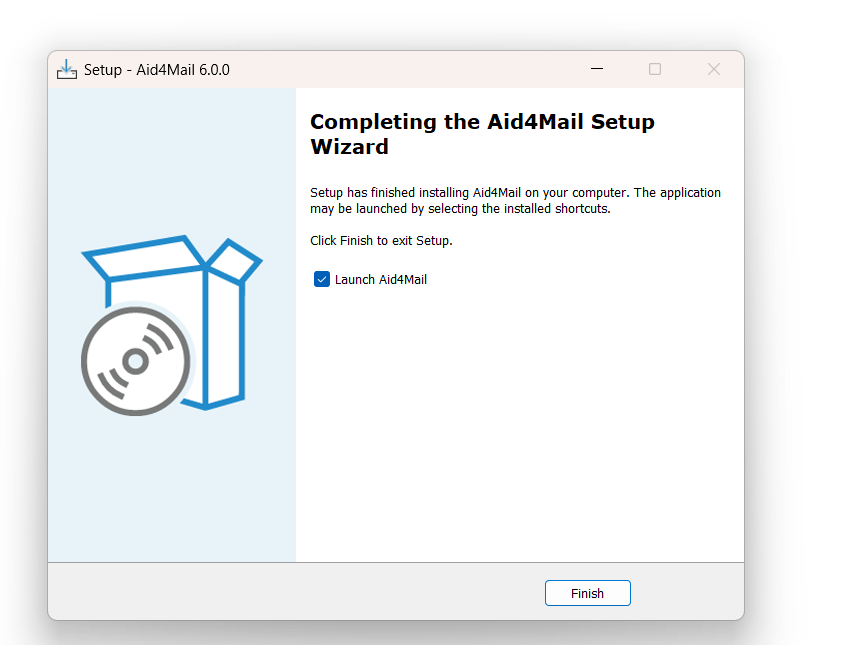 Setup - Aid4Mail 6.0.0
Completing the Aid4Mail Setup
Wizard
Setup has finished installing Aid4Mail on your computer. The application
may be launched by selecting the installed shortcuts.
Click Finish to exit Setup.
Launch Aid4Mail
Finish